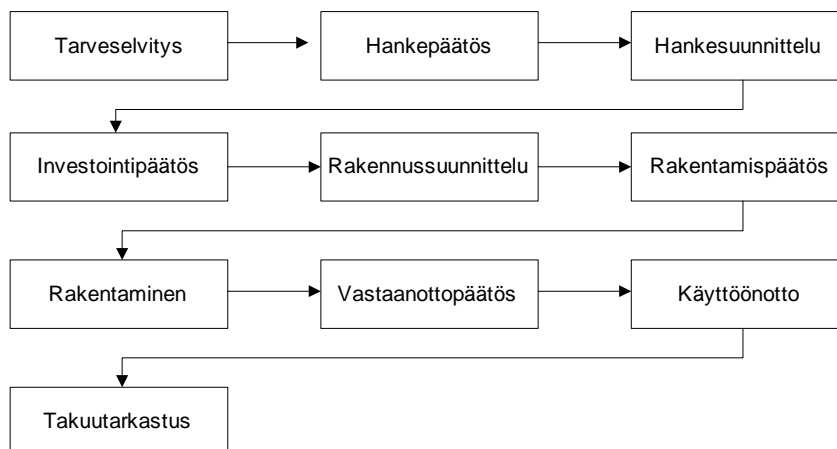 Tarveselvitys
Hankepäätös
Hankesuunnittelu
Investointipäätös
Rakennussuunnittelu
Rakentamispäätös
Rakentaminen
Vastaanottopäätös
Käyttöönotto
Takuutarkastus